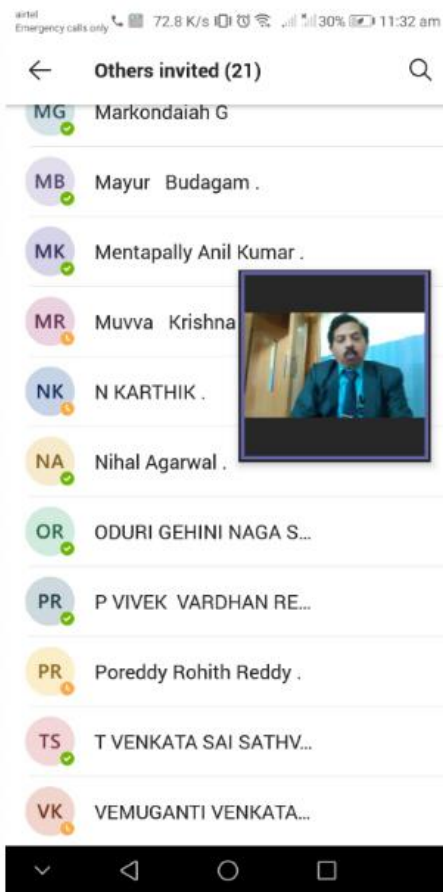 airtel
Emergency calls only 72.8 K/s 30% 11:32 am
Others invited (21)
MG Markondaiah G
MB Mayur Budagam .
MK Mentapally Anil Kumar .
MR Muvva Krishna
NK N KARTHIK .
NA Nihal Agarwal .
OR ODURI GEHINI NAGA S...
PR P VIVEK VARDHAN RE...
PR Poreddy Rohith Reddy .
TS T VENKATA SAI SATHV...
VK VEMUGANTI VENKATA...